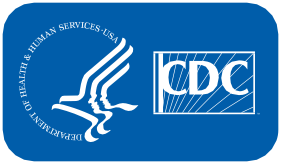 DEPARTMENT OF HEALTH & HUMAN SERVICES·USA
CDC